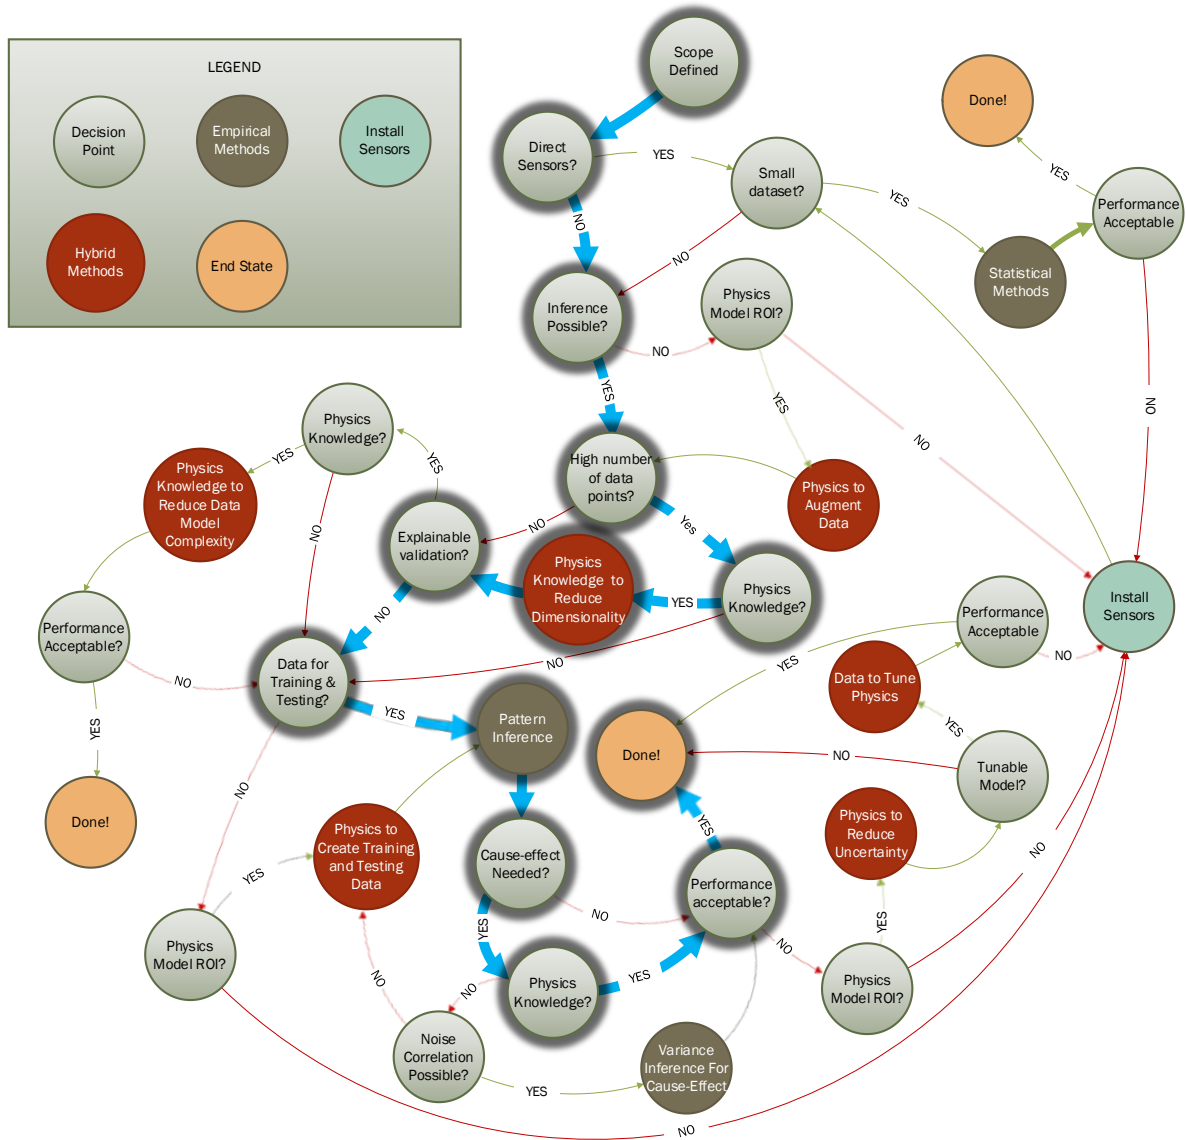 LEGEND
Decision
Point
Empirical
Methods
Install
Sensors
Hybrid
Methods
End State
Scope
Defined
Direct
Sensors?
YES
Small
dataset?
YES
Done!
YES
Performance
Acceptable
NO
NO
Statistical
Methods
Inference
Possible?
NO
Physics
Model ROI?
YES
YES
NO
NO
Physics
Knowledge?
YES
YES
Physics
Knowledge to
Reduce Data
Model
Complexity
High number
of data
points?
Physics to
Augment
Data
NO
Yes
NO
Explainable
validation?
Physics
Knowledge to
Reduce
Dimensionality
YES
Physics
Knowledge?
Install
Sensors
Performance
Acceptable
NO
Performance
Acceptable?
NO
NO
NO
YES
Data for
Training &
Testing?
YES
Data to Tune
Physics
YES
YES
Pattern
Inference
Done!
NO
Tunable
Model?
NO
Done!
Physics to
Create Training
and Testing
Data
Cause-effect
Needed?
YES
Physics to
Reduce
Uncertainty
NO
YES
Performance
acceptable?
NO
YES
YES
NO
Physics
Model ROI?
NO
NO
Physics
Knowledge?
YES
Physics
Model ROI?
Noise
Correlation
Possible?
YES
Variance
Inference For
Cause-Effect
NO